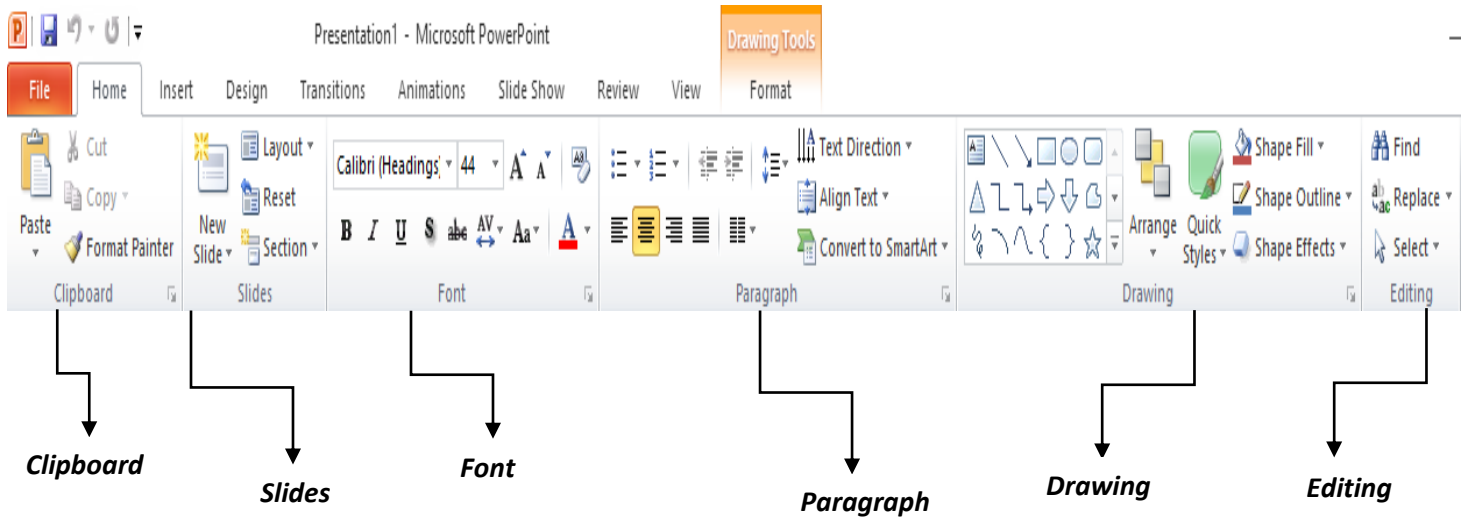 Presentation1 - Microsoft PowerPoint
Drawing Tools
File Home Insert Design Transitions Animations Slide Show Review View Format
Cut
Copy
Paste
Format Painter
Clipboard
New Slide
Layout
Reset
Section
Slides
Calibri (Headings) 44
B I U S abc AV Aa A
Font
Text Direction
Align Text
Convert to SmartArt
Paragraph
Arrange
Quick Styles
Shape Fill
Shape Outline
Shape Effects
Drawing
Find
Replace
Select
Editing
Clipboard
Slides
Font
Paragraph
Drawing
Editing